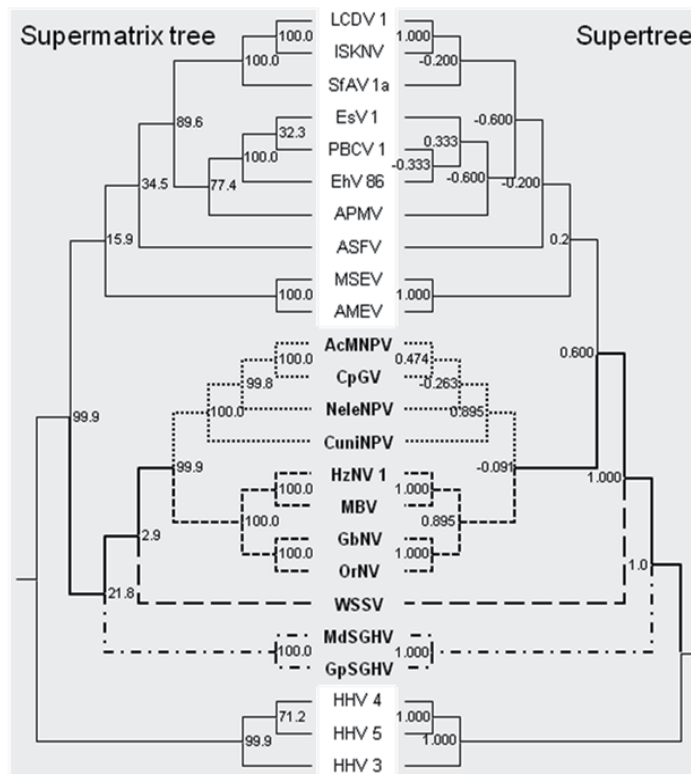 Supermatrix tree
Supertree
LCDV 1
100.0
1.000
ISKNV
100.0
-0.200
SfAV 1a
EsV 1
89.6
32.3
0.333
-0.600
PBCV 1
100.0
-0.333
EhV 86
34.5
77.4
-0.600
-0.200
APMV
15.9
0.2
ASFV
MSEV
100.0
1.000
AMEV
AcMNPV
100.0
0.474
0.600
CpGV
99.8
-0.263
NeleNPV
100.0
0.895
99.9
CuniNPV
99.9
-0.091
HzNV 1
100.0
1.000
1.000
MBV
100.0
0.895
2.9
GbNV
100.0
1.000
OrNV
1.0
21.8
WSSV
MdSGHV
100.0
1.000
GpSGHV
HHV 4
71.2
1.000
HHV 5
99.9
1.000
HHV 3